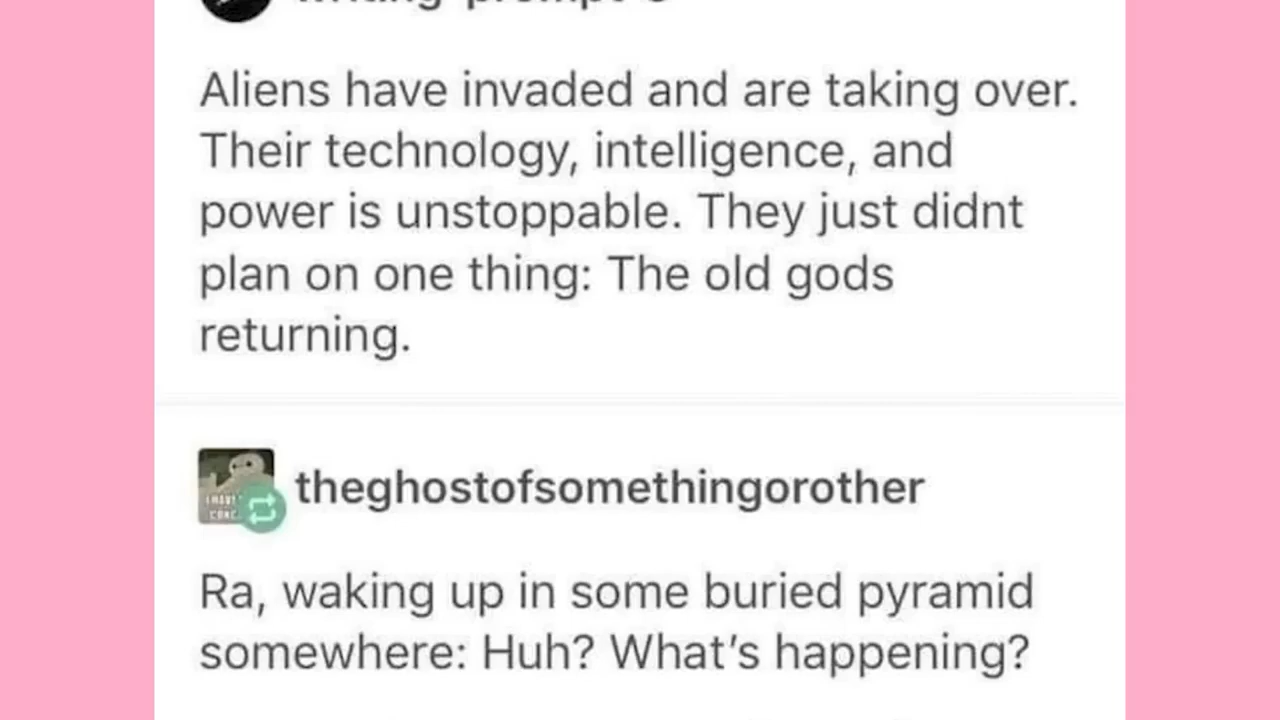 Aliens have invaded and are taking over.
Their technology, intelligence, and
power is unstoppable. They just didnt
plan on one thing: The old gods
returning.
theghostofsomethingorother
Ra, waking up in some buried pyramid
somewhere: Huh? What's happening?